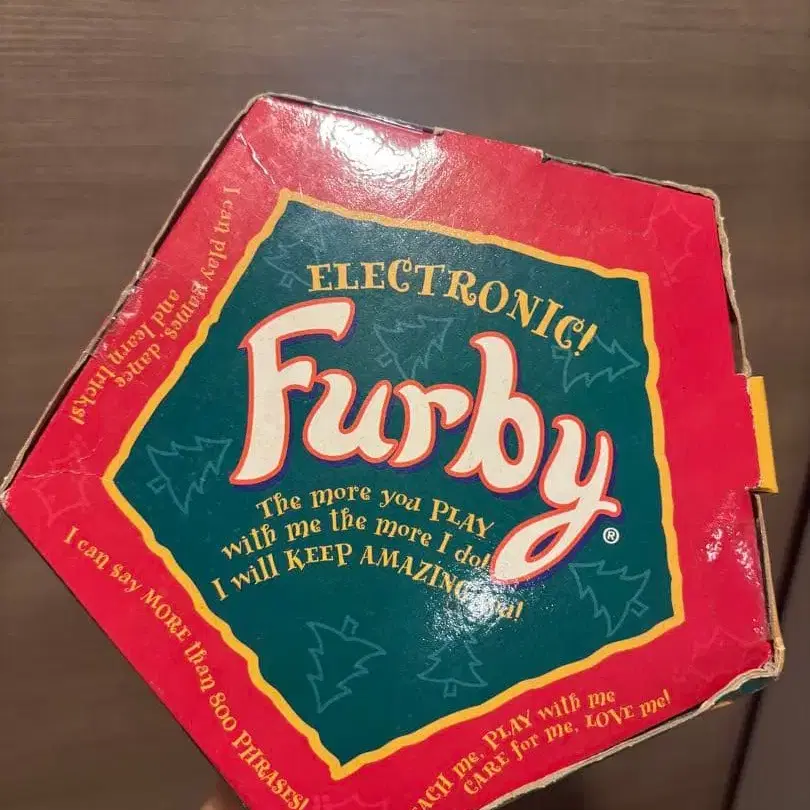 ELECTRONIC!
Furby®
The more you PLAY
with me the more I do!
I will KEEP AMAZING
I can play games, dance
and learn tricks!
I can say MORE than 800 PHRASES!
me, PLAY with me
CARE for me, LOVE me!